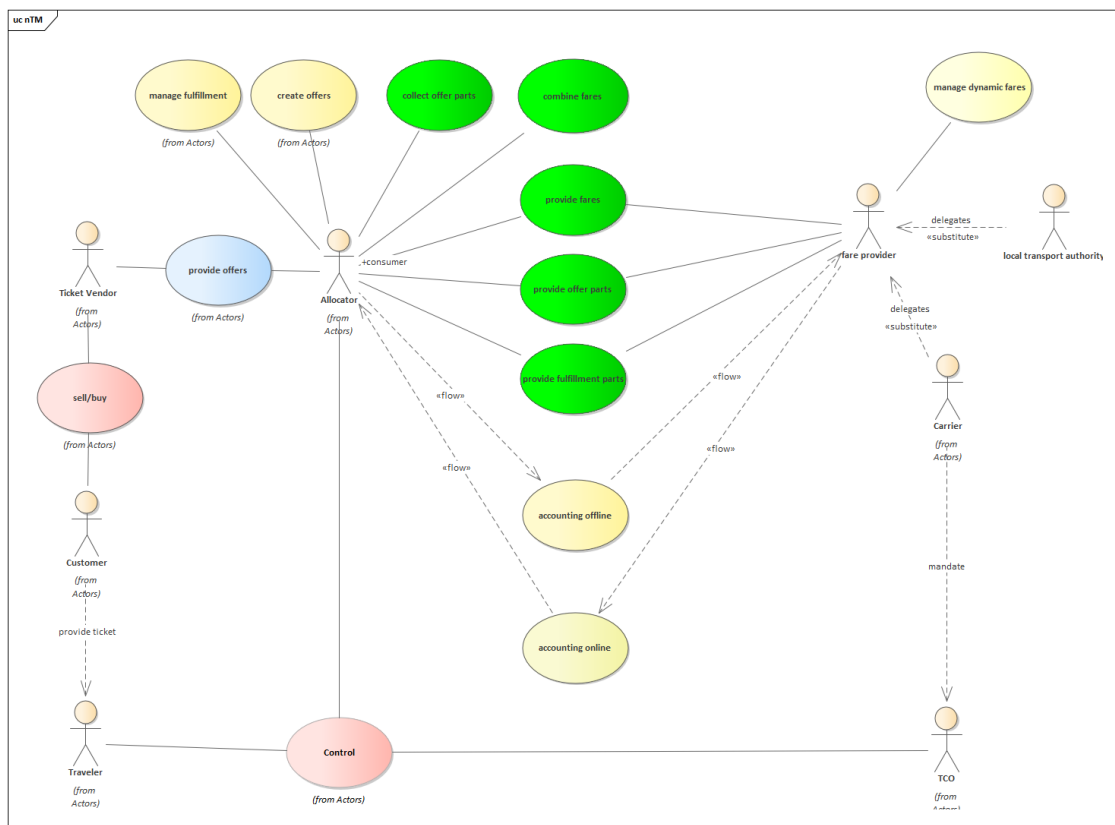 uc nTM
manage fulfillment
(from Actors)
create offers
(from Actors)
collect offer parts
combine fares
manage dynamic fares
provide fares
Ticket Vendor
(from
Actors)
provide offers
(from Actors)
+consumer
Allocator
(from
Actors)
provide offer parts
fare provider
delegates
«substitute»
local transport authority
delegates
«substitute»
provide fulfillment parts
sell/buy
(from Actors)
«flow»
«flow»
Carrier
(from
Actors)
«flow»
«flow»
accounting offline
Customer
(from
Actors)
mandate
provide ticket
accounting online
Traveler
(from
Actors)
Control
(from Actors)
TCO
(from
Actors)